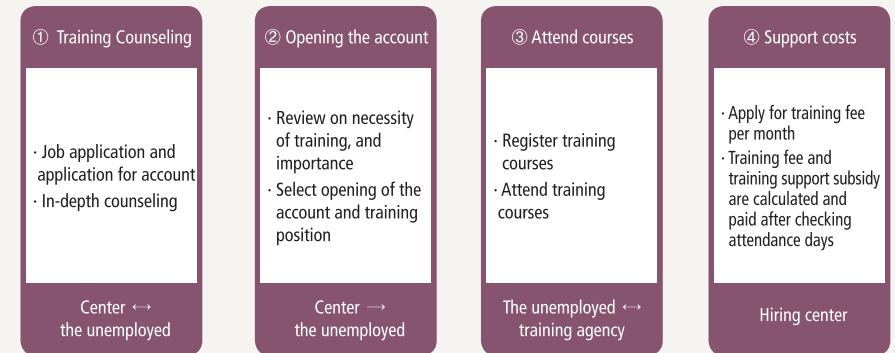 ① Training Counseling
· Job application and
application for account
· In-depth counseling
Center ↔
the unemployed
② Opening the account
· Review on necessity
of training, and
importance
· Select opening of the
account and training
position
Center →
the unemployed
③ Attend courses
· Register training
courses
· Attend training
courses
The unemployed ↔
training agency
④ Support costs
· Apply for training fee
per month
· Training fee and
training support subsidy
are calculated and
paid after checking
attendance days
Hiring center